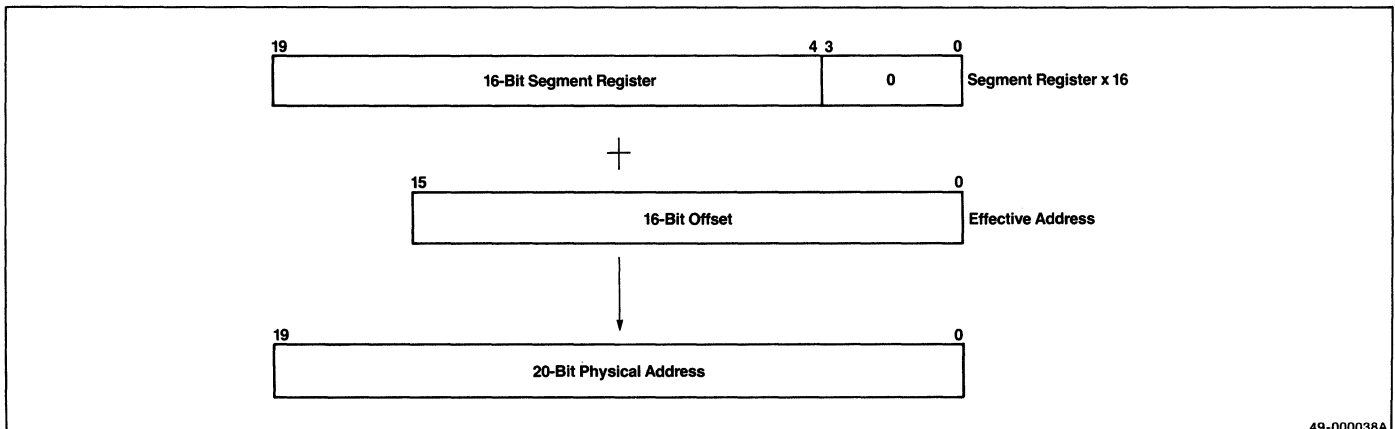 19 4 3 0
16-Bit Segment Register 0 Segment Register x 16
+
15 0
16-Bit Offset Effective Address
19 0
20-Bit Physical Address
49-000038A